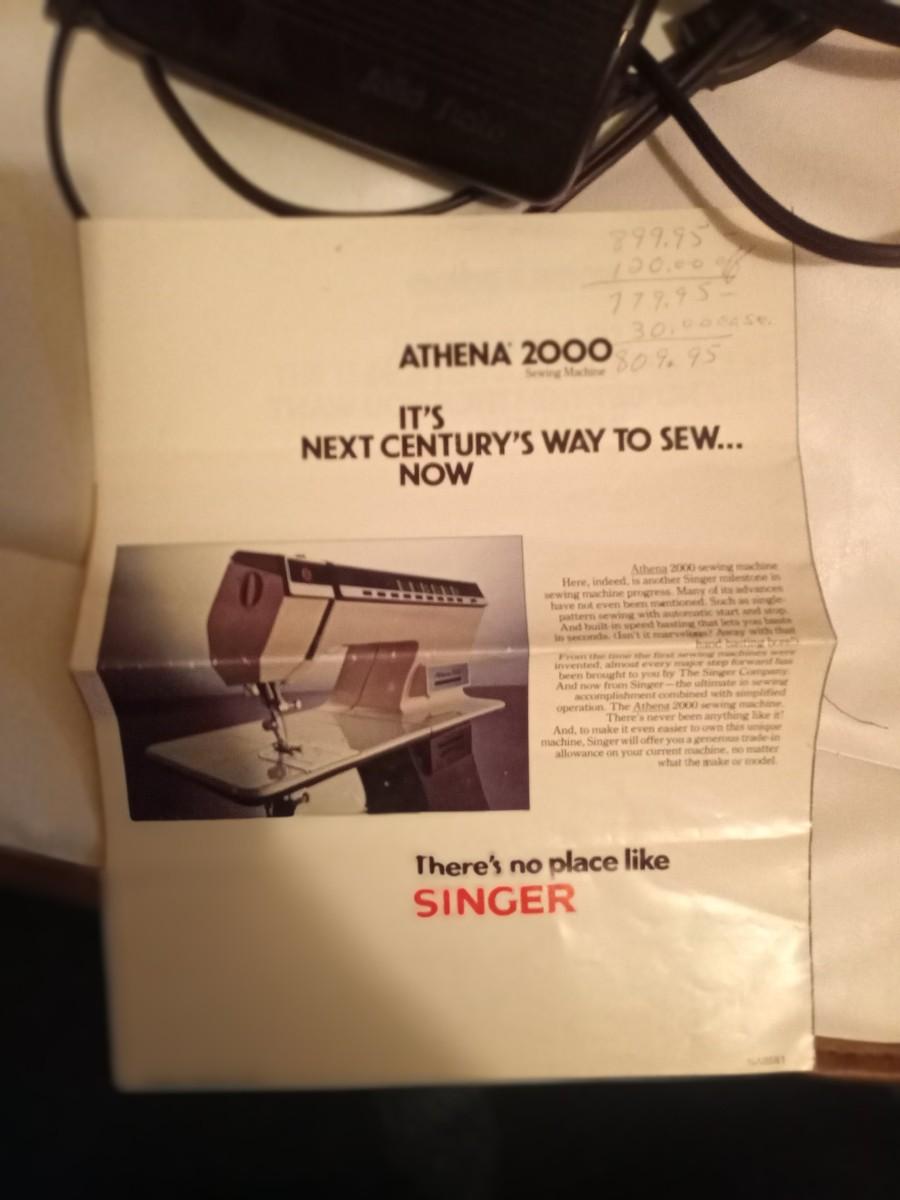 899.95 -
120.00 off
779.95 -
30.00 case.
809.95
ATHENA® 2000
Sewing Machine
IT'S
NEXT CENTURY'S WAY TO SEW...
NOW
Athena 2000 sewing machine
Here, indeed, is another Singer milestone in
sewing machine progress. Many of its advances
have not even been mentioned. Such as single-
pattern sewing with automatic start and stop.
And built-in speed basting that lets you baste
in seconds. (Isn't it marvelous? Away with that
hand basting bore!)
From the time the first sewing machines were
invented, almost every major step forward has
been brought to you by The Singer Company.
And now from Singer—the ultimate in sewing
accomplishment combined with simplified
operation. The Athena 2000 sewing machine.
There's never been anything like it!
And, to make it even easier to own this unique
machine, Singer will offer you a generous trade-in
allowance on your current machine, no matter
what the make or model.
There's no place like
SINGER